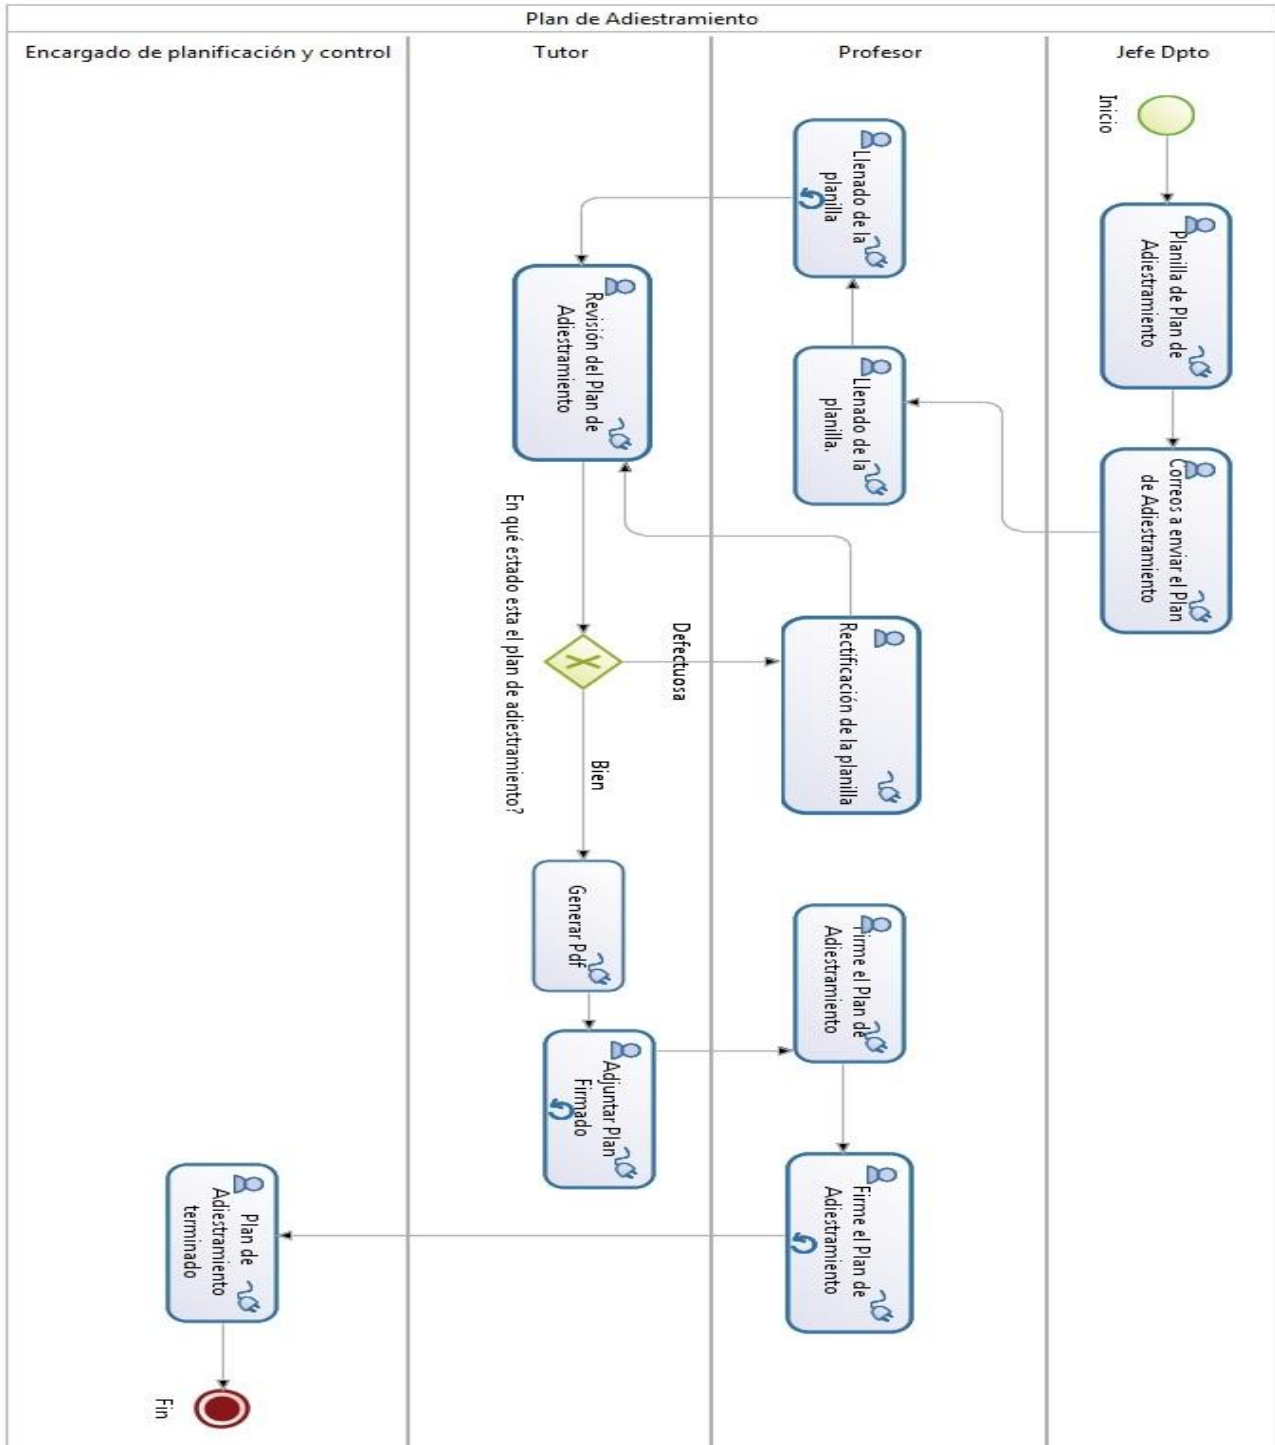 Plan de Adiestramiento
Encargado de planificación y control
Tutor
Profesor
Jefe Dpto
Inicio
Planilla de Plan de
Adiestramiento
Correos a enviar el Plan
de Adiestramiento
Llenado de la
planilla.
Llenado de la
planilla
Revisión del Plan de
Adiestramiento
En qué estado esta el plan de adiestramiento?
Defectuosa
Rectificación de la planilla
Bien
Generar Pdf
Adjuntar Plan
Firmado
Firme el Plan de
Adiestramiento
Firme el Plan de
Adiestramiento
Plan de
Adiestramiento
terminado
Fin